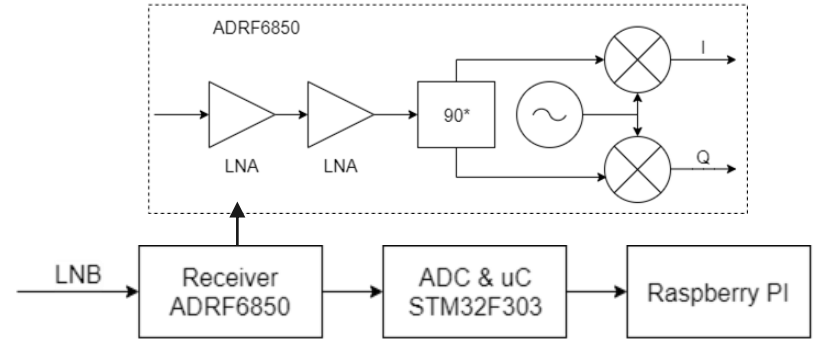 ADRF6850
I
90*
LNA
LNA
Q
LNB
Receiver
ADRF6850
ADC & uC
STM32F303
Raspberry PI